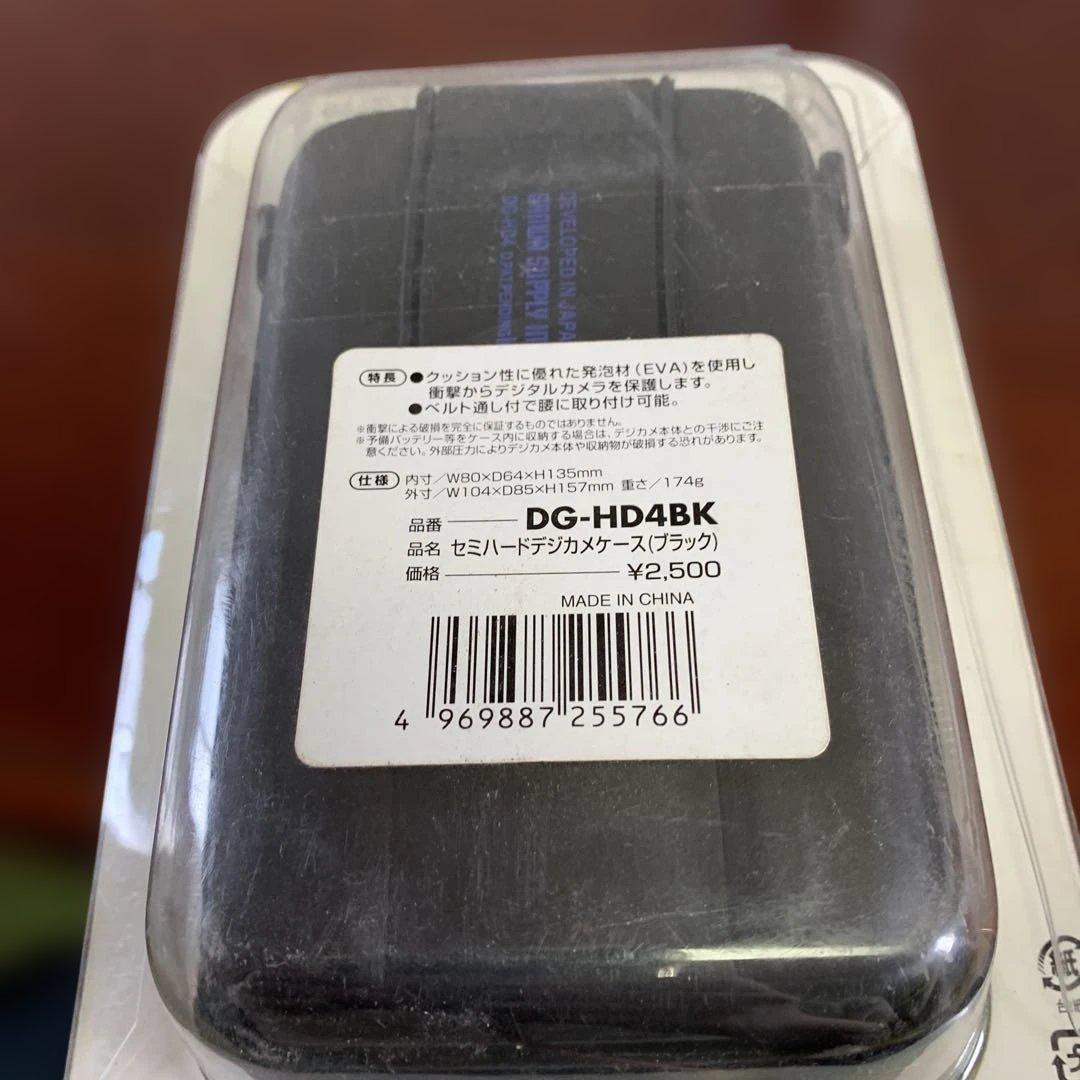 DEVELOPED IN JAPA
SANWA SUPPLY IN
DG-HD4 D.PAT.PENDING
特長 ●クッション性に優れた発泡材(EVA)を使用し
衝撃からデジタルカメラを保護します。
●ベルト通し付で腰に取り付け可能。
※衝撃による破損を完全に保証するものではありません。
※予備バッテリー等をケース内に収納する場合は、デジカメ本体との干渉にご注
意ください。外部圧力によりデジカメ本体や収納物が破損する恐れがあります。
仕様 内寸/W80×D64×H135mm
外寸/W104×D85×H157mm 重さ/174g
品番 DG-HD4BK
品名 セミハードデジカメケース(ブラック)
価格 ¥2,500
MADE IN CHINA
4 969887 255766